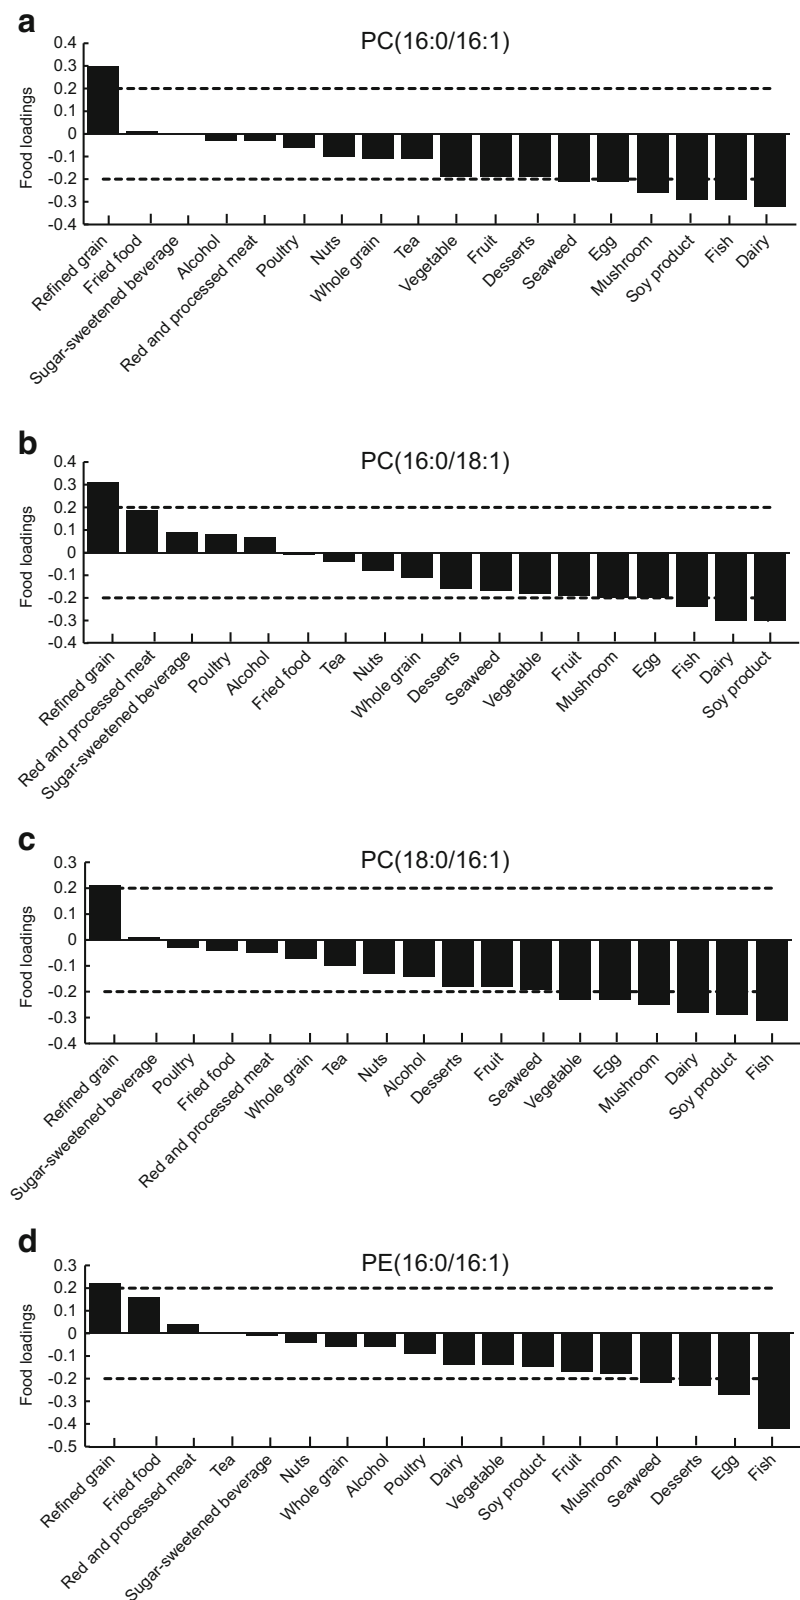 a
PC(16:0/16:1)
Food loadings
0.4
0.3
0.2
0.1
0
-0.1
-0.2
-0.3
-0.4
Refined grain
Fried food
Sugar-sweetened beverage
Alcohol
Red and processed meat
Poultry
Nuts
Whole grain
Tea
Vegetable
Fruit
Desserts
Seaweed
Egg
Mushroom
Soy product
Fish
Dairy
b
PC(16:0/18:1)
Food loadings
0.4
0.3
0.2
0.1
0
-0.1
-0.2
-0.3
-0.4
Refined grain
Red and processed meat
Sugar-sweetened beverage
Poultry
Alcohol
Fried food
Tea
Nuts
Whole grain
Desserts
Seaweed
Vegetable
Fruit
Mushroom
Egg
Fish
Dairy
Soy product
c
PC(18:0/16:1)
Food loadings
0.3
0.2
0.1
0
-0.1
-0.2
-0.3
-0.4
Refined grain
Sugar-sweetened beverage
Poultry
Fried food
Red and processed meat
Whole grain
Tea
Nuts
Alcohol
Desserts
Fruit
Seaweed
Vegetable
Egg
Mushroom
Dairy
Soy product
Fish
d
PE(16:0/16:1)
Food loadings
0.3
0.2
0.1
0
-0.1
-0.2
-0.3
-0.4
-0.5
Refined grain
Fried food
Red and processed meat
Tea
Sugar-sweetened beverage
Nuts
Whole grain
Alcohol
Poultry
Dairy
Vegetable
Soy product
Fruit
Mushroom
Seaweed
Desserts
Egg
Fish